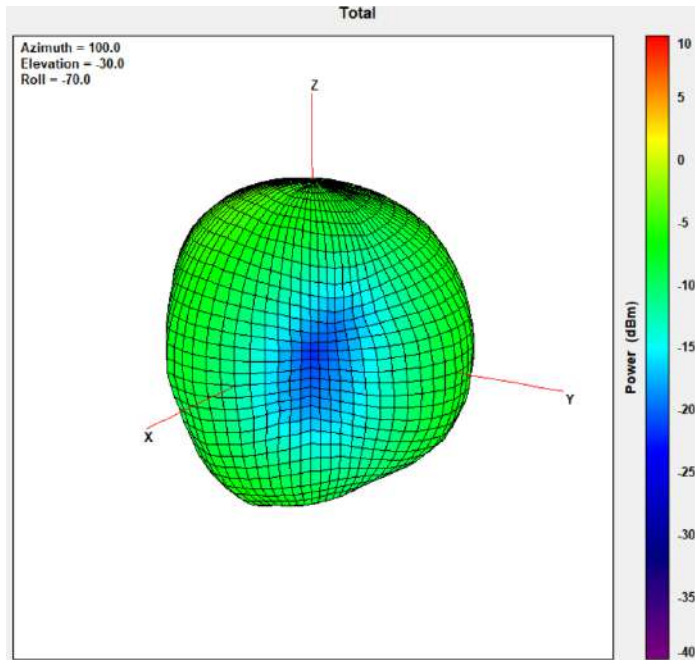 Total
Azimuth = 100.0
Elevation = -30.0
Roll = -70.0
Z
X
Y
10
5
0
-5
-10
-15
-20
-25
-30
-35
-40
Power (dBm)